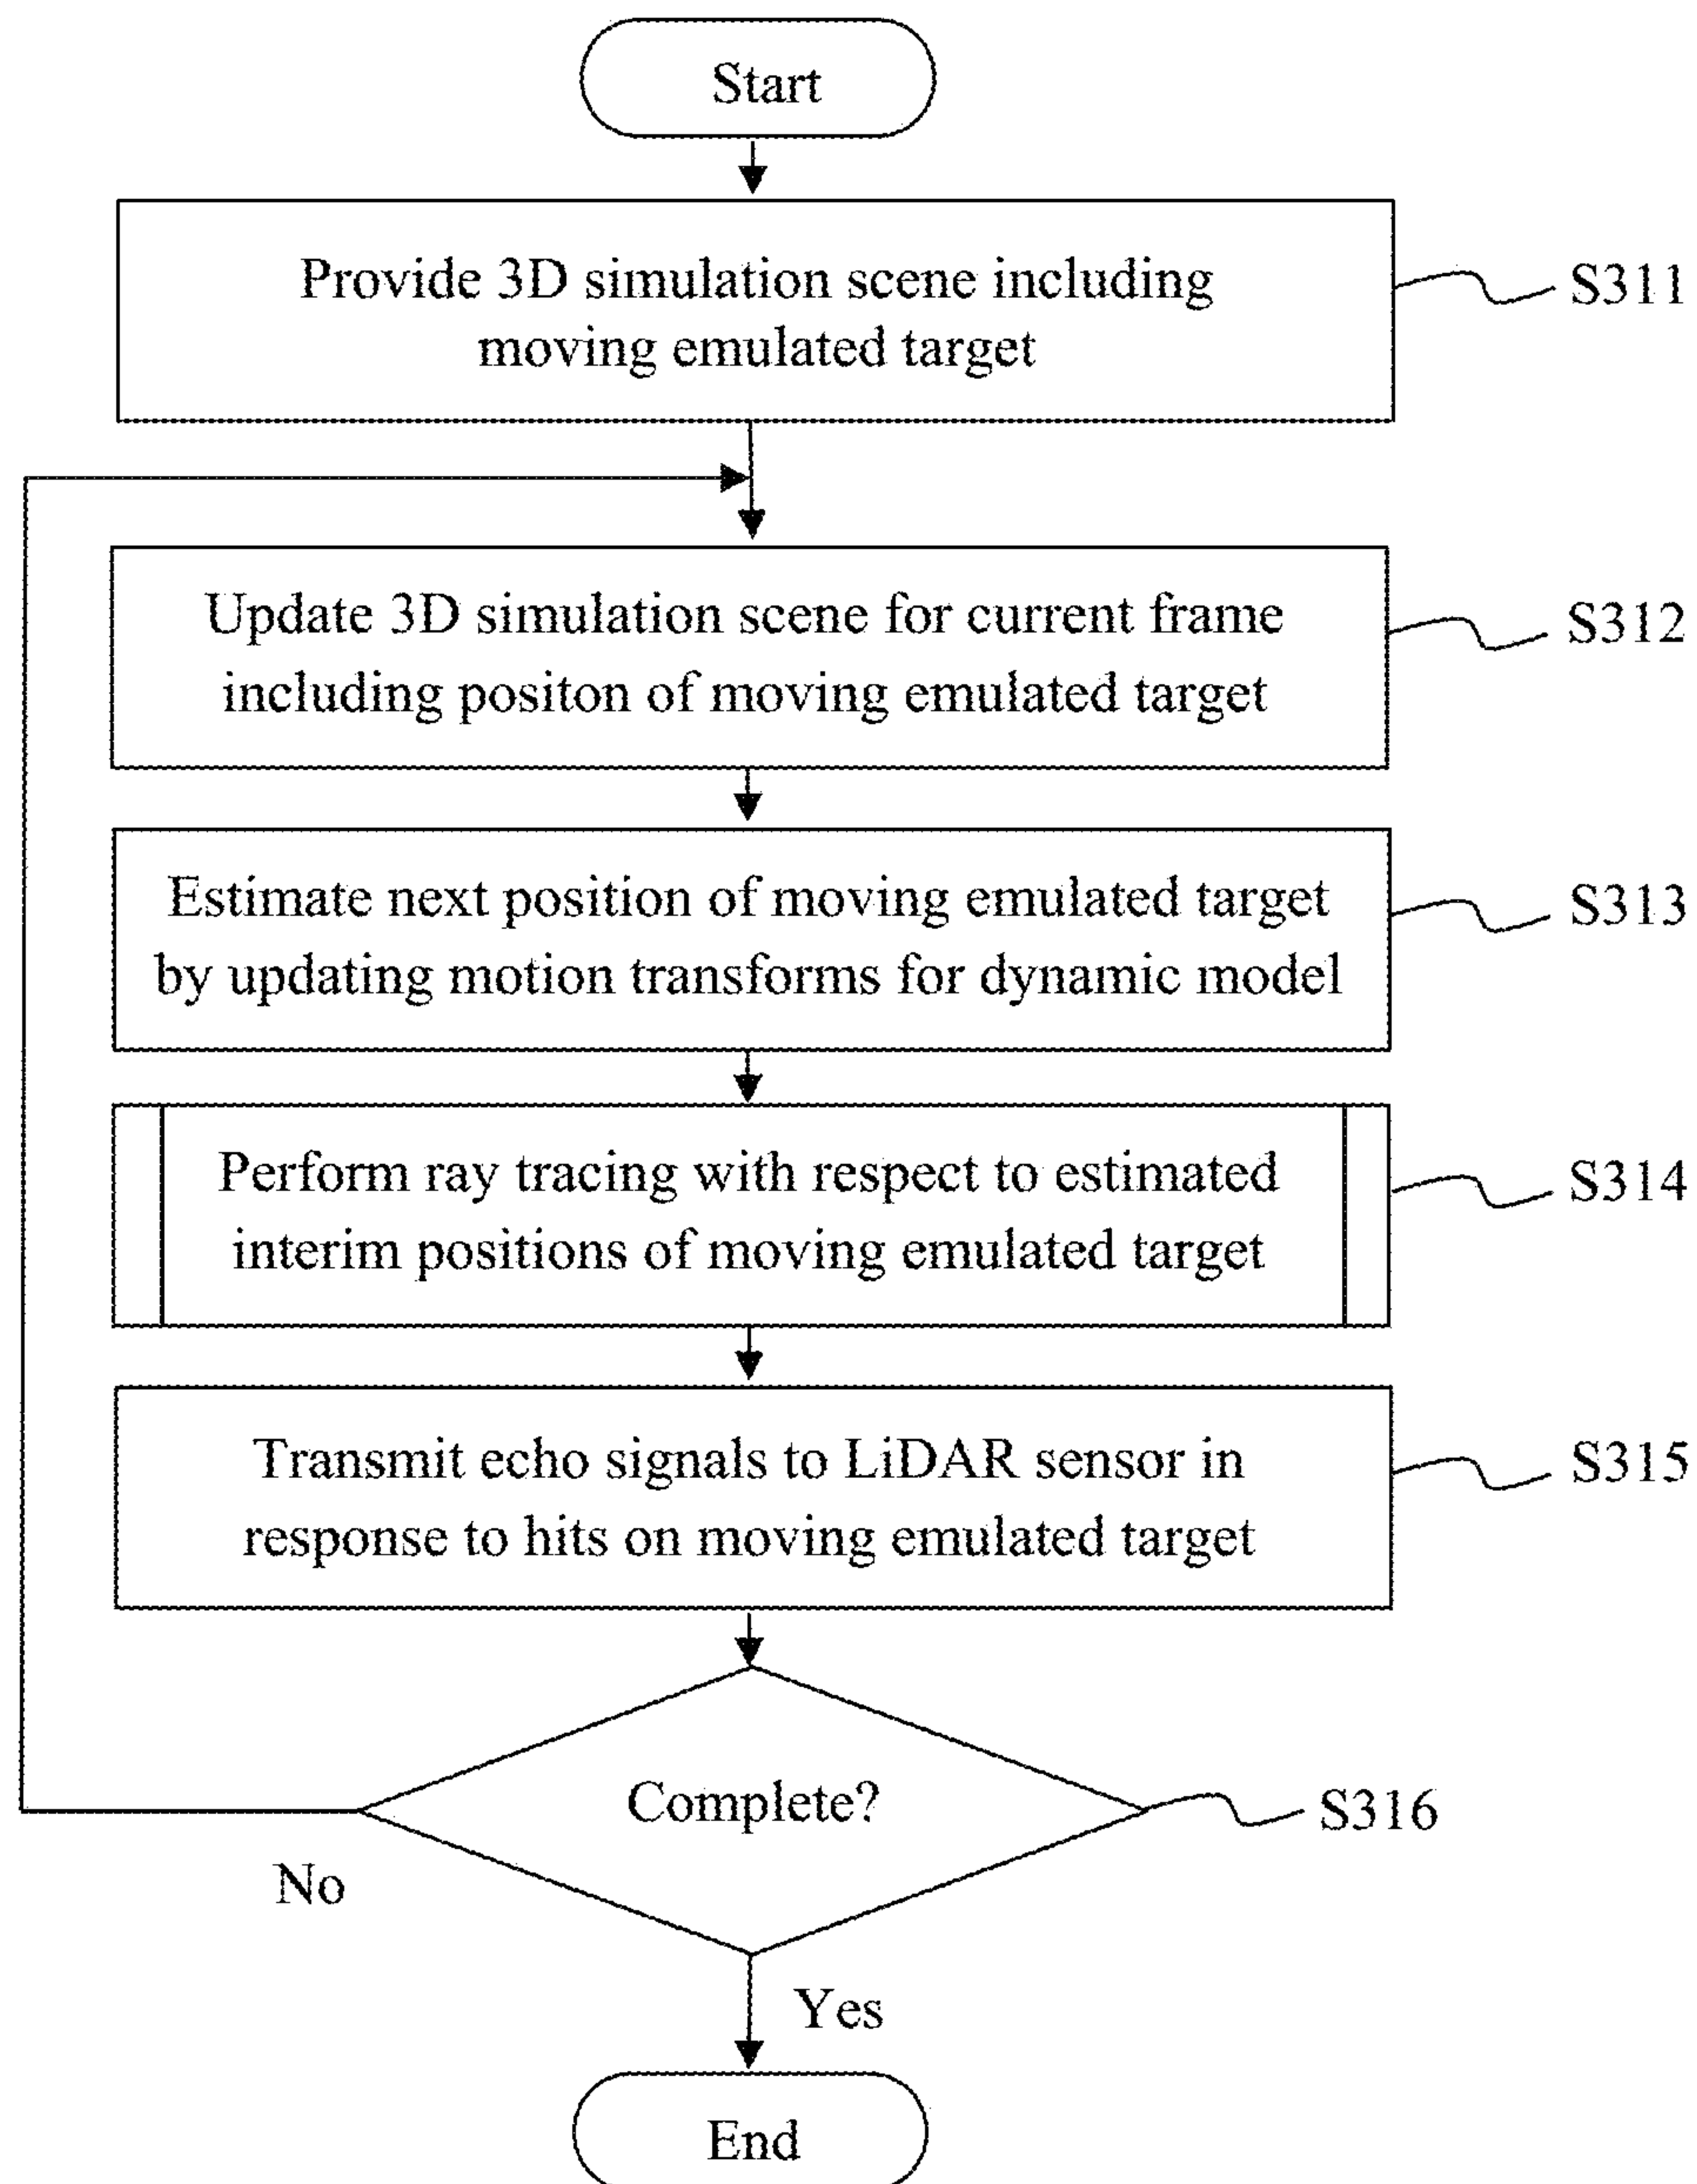 Start
Provide 3D simulation scene including
moving emulated target
S311
Update 3D simulation scene for current frame
including positon of moving emulated target
S312
Estimate next position of moving emulated target
by updating motion transforms for dynamic model
S313
Perform ray tracing with respect to estimated
interim positions of moving emulated target
S314
Transmit echo signals to LiDAR sensor in
response to hits on moving emulated target
S315
Complete?
S316
No
Yes
End